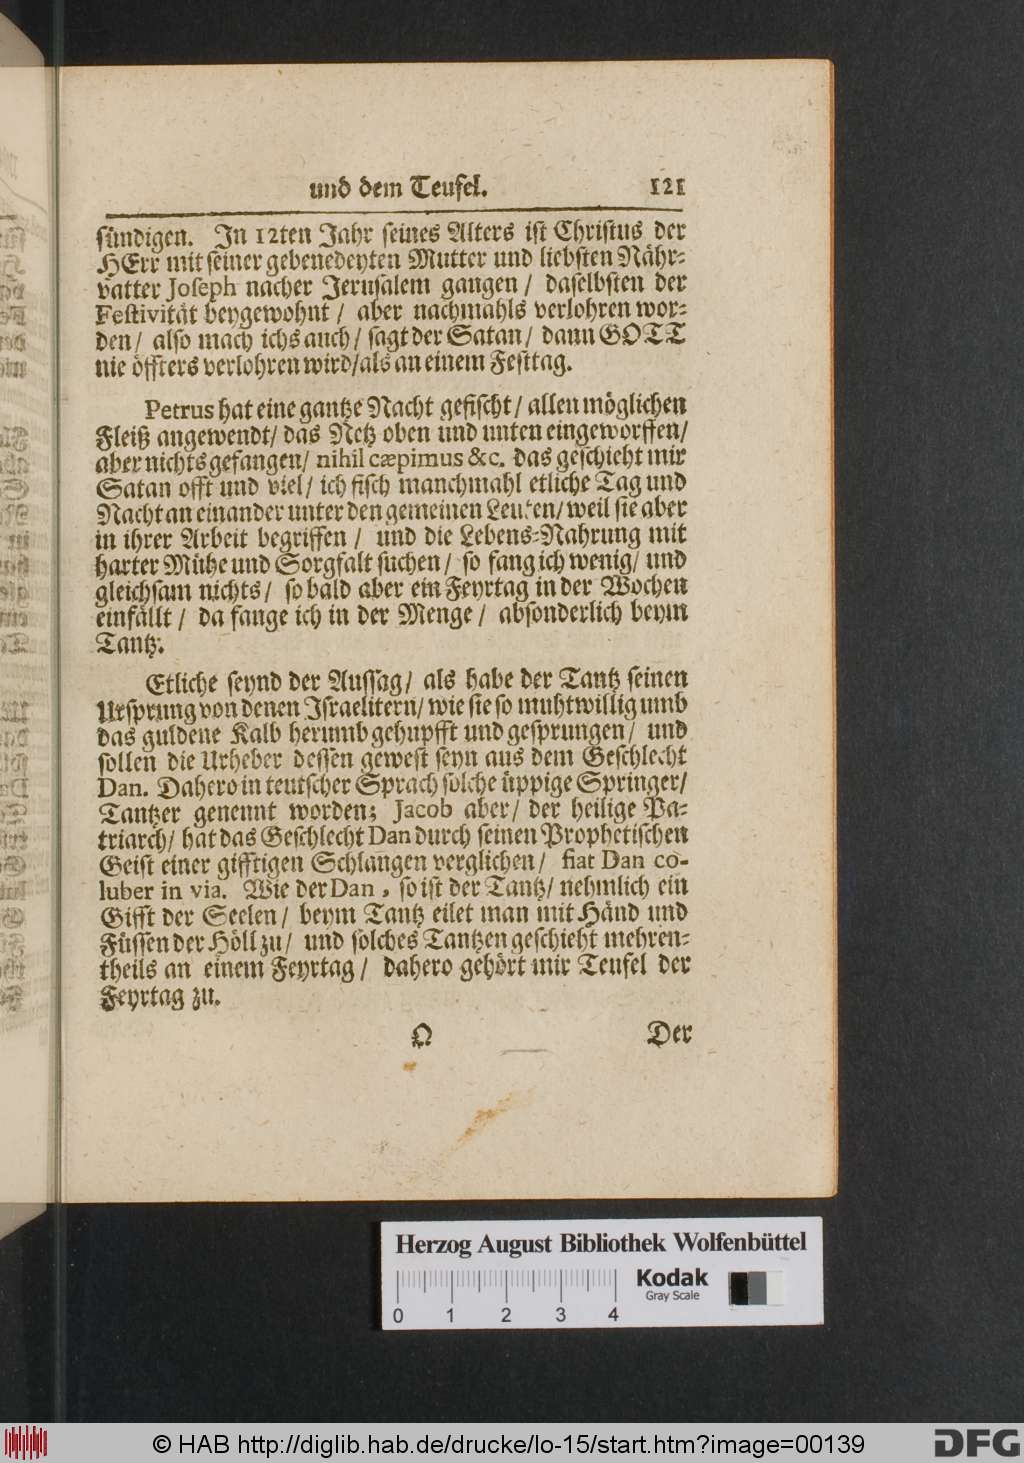 und dem Teufel. 121
sündigen. In 12ten Jahr seines Alters ist Christus der
HErr mit seiner gebenedeyten Mutter und liebsten Nähr-
vatter Joseph nacher Jerusalem gangen / daselbsten der
Festivität beygewohnt / aber nachmahls verlohren wor-
den / also mach ichs auch / sagt der Satan / dann GOTT
nie öffters verlohren wird / als an einem Festtag.
Petrus hat eine gantze Nacht gefischt / allen möglichen
Fleiß angewendt / das Netz oben und unten eingeworffen /
aber nichts gefangen / nihil cæpimus &c. das geschieht mir
Satan offt und viel / ich fisch manchmahl etliche Tag und
Nacht an einander unter den gemeinen Leuten / weil sie aber
in ihrer Arbeit begriffen / und die Lebens-Nahrung mit
harter Mühe und Sorgfalt suchen / so fang ich wenig / und
gleichsam nichts / so bald aber ein Feyrtag in der Wochen
einfällt / da fange ich in der Menge / absonderlich beym
Tantz.
Etliche seynd der Aussag / als habe der Tantz seinen
Ursprung von denen Israelitern / wie sie so muhtwillig umb
das guldene Kalb herumb gehupfft und gesprungen / und
sollen die Urheber dessen gewest seyn aus dem Geschlecht
Dan. Dahero in teutscher Sprach solche üppige Springer /
Tantzer genennt worden; Jacob aber / der heilige Pa-
triarch / hat das Geschlecht Dan durch seinen Prophetischen
Geist einer gifftigen Schlangen verglichen / fiat Dan co-
luber in via. Wie der Dan, so ist der Tantz / nehmlich ein
Gifft der Seelen / beym Tantz eilet man mit Händ und
Füssen der Höll zu / und solches Tantzen geschieht mehren-
theils an einem Feyrtag / dahero gehört mir Teufel der
Feyrtag zu.
Q Der
Herzog August Bibliothek Wolfenbüttel
Kodak
Gray Scale
0 1 2 3 4
© HAB http://diglib.hab.de/drucke/lo-15/start.htm?image=00139
DFG